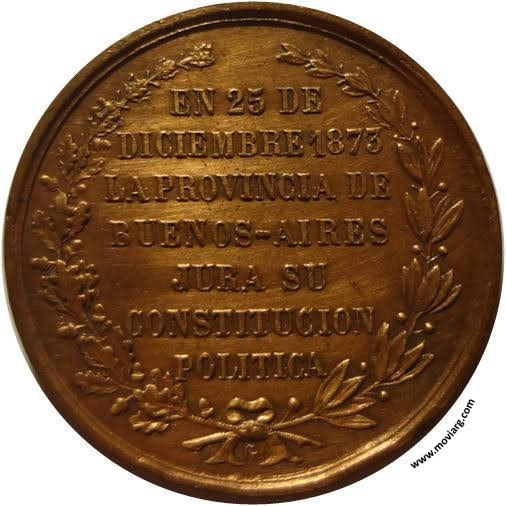 EN 25 DE
DICIEMBRE 1873
LA PROVINCIA DE
BUENOS-AIRES
JURA SU
CONSTITUCION
POLITICA
www.moviarg.com